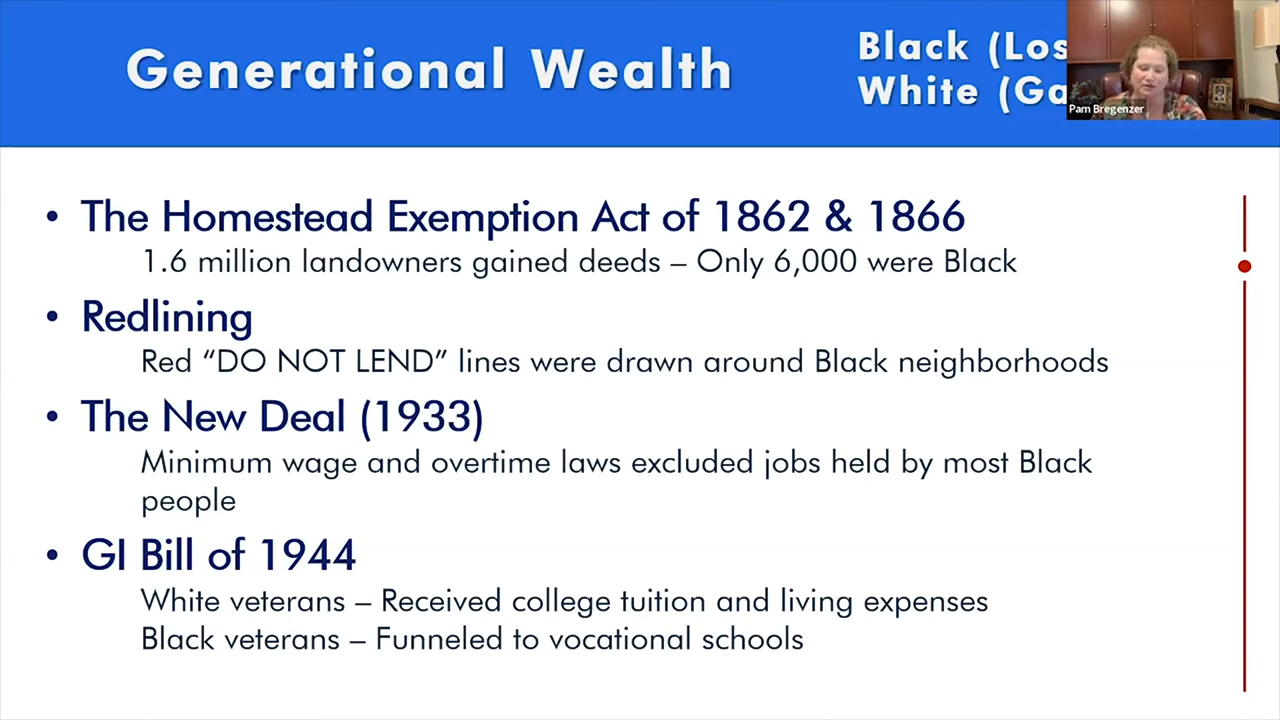 Generational Wealth
Black (Los
White (Ga
Pam Bregenzer
• The Homestead Exemption Act of 1862 & 1866
1.6 million landowners gained deeds – Only 6,000 were Black
• Redlining
Red “DO NOT LEND” lines were drawn around Black neighborhoods
• The New Deal (1933)
Minimum wage and overtime laws excluded jobs held by most Black
people
• GI Bill of 1944
White veterans – Received college tuition and living expenses
Black veterans – Funneled to vocational schools